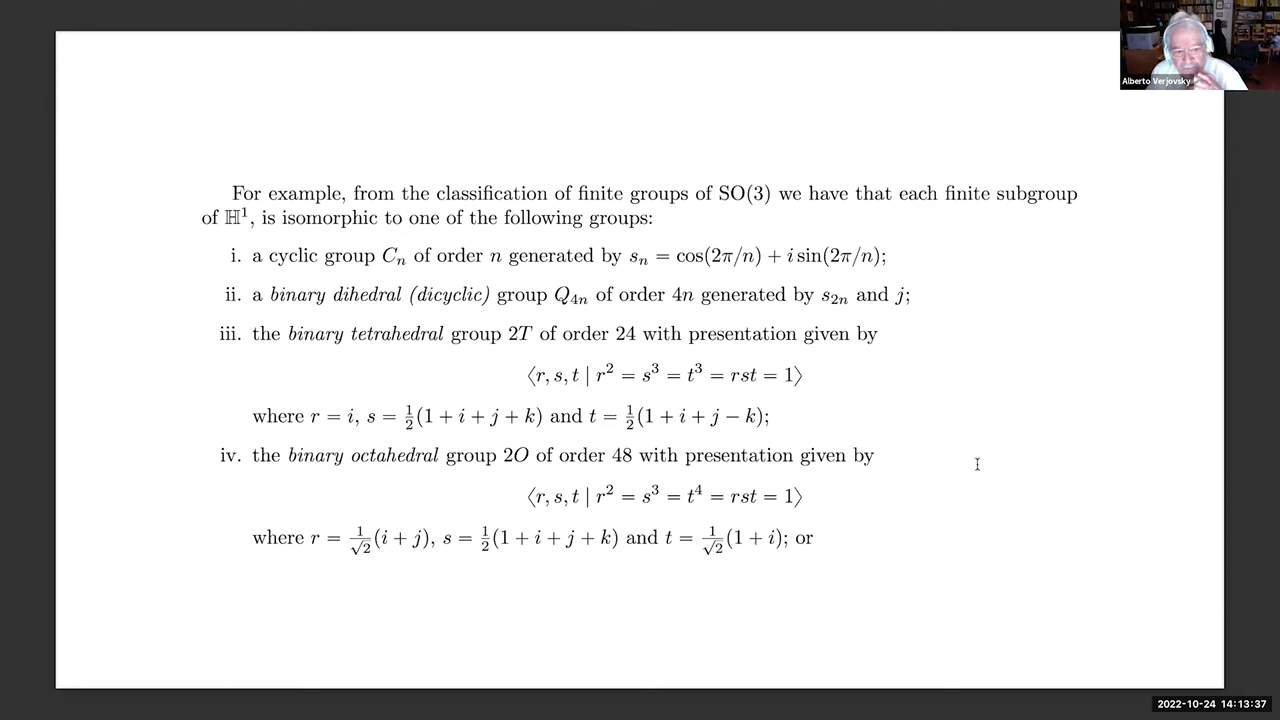 Alberto Verjovsky
For example, from the classification of finite groups of SO(3) we have that each finite subgroup
of ℍ¹, is isomorphic to one of the following groups:
i. a cyclic group Cₙ of order n generated by sₙ = cos(2π/n) + i sin(2π/n);
ii. a binary dihedral (dicyclic) group Q₄ₙ of order 4n generated by s₂ₙ and j;
iii. the binary tetrahedral group 2T of order 24 with presentation given by
⟨r, s, t | r² = s³ = t³ = rst = 1⟩
where r = i, s = ½(1 + i + j + k) and t = ½(1 + i + j − k);
iv. the binary octahedral group 2O of order 48 with presentation given by
⟨r, s, t | r² = s³ = t⁴ = rst = 1⟩
where r = 1/√2(i + j), s = ½(1 + i + j + k) and t = 1/√2(1 + i); or
2022-10-24 14:13:37